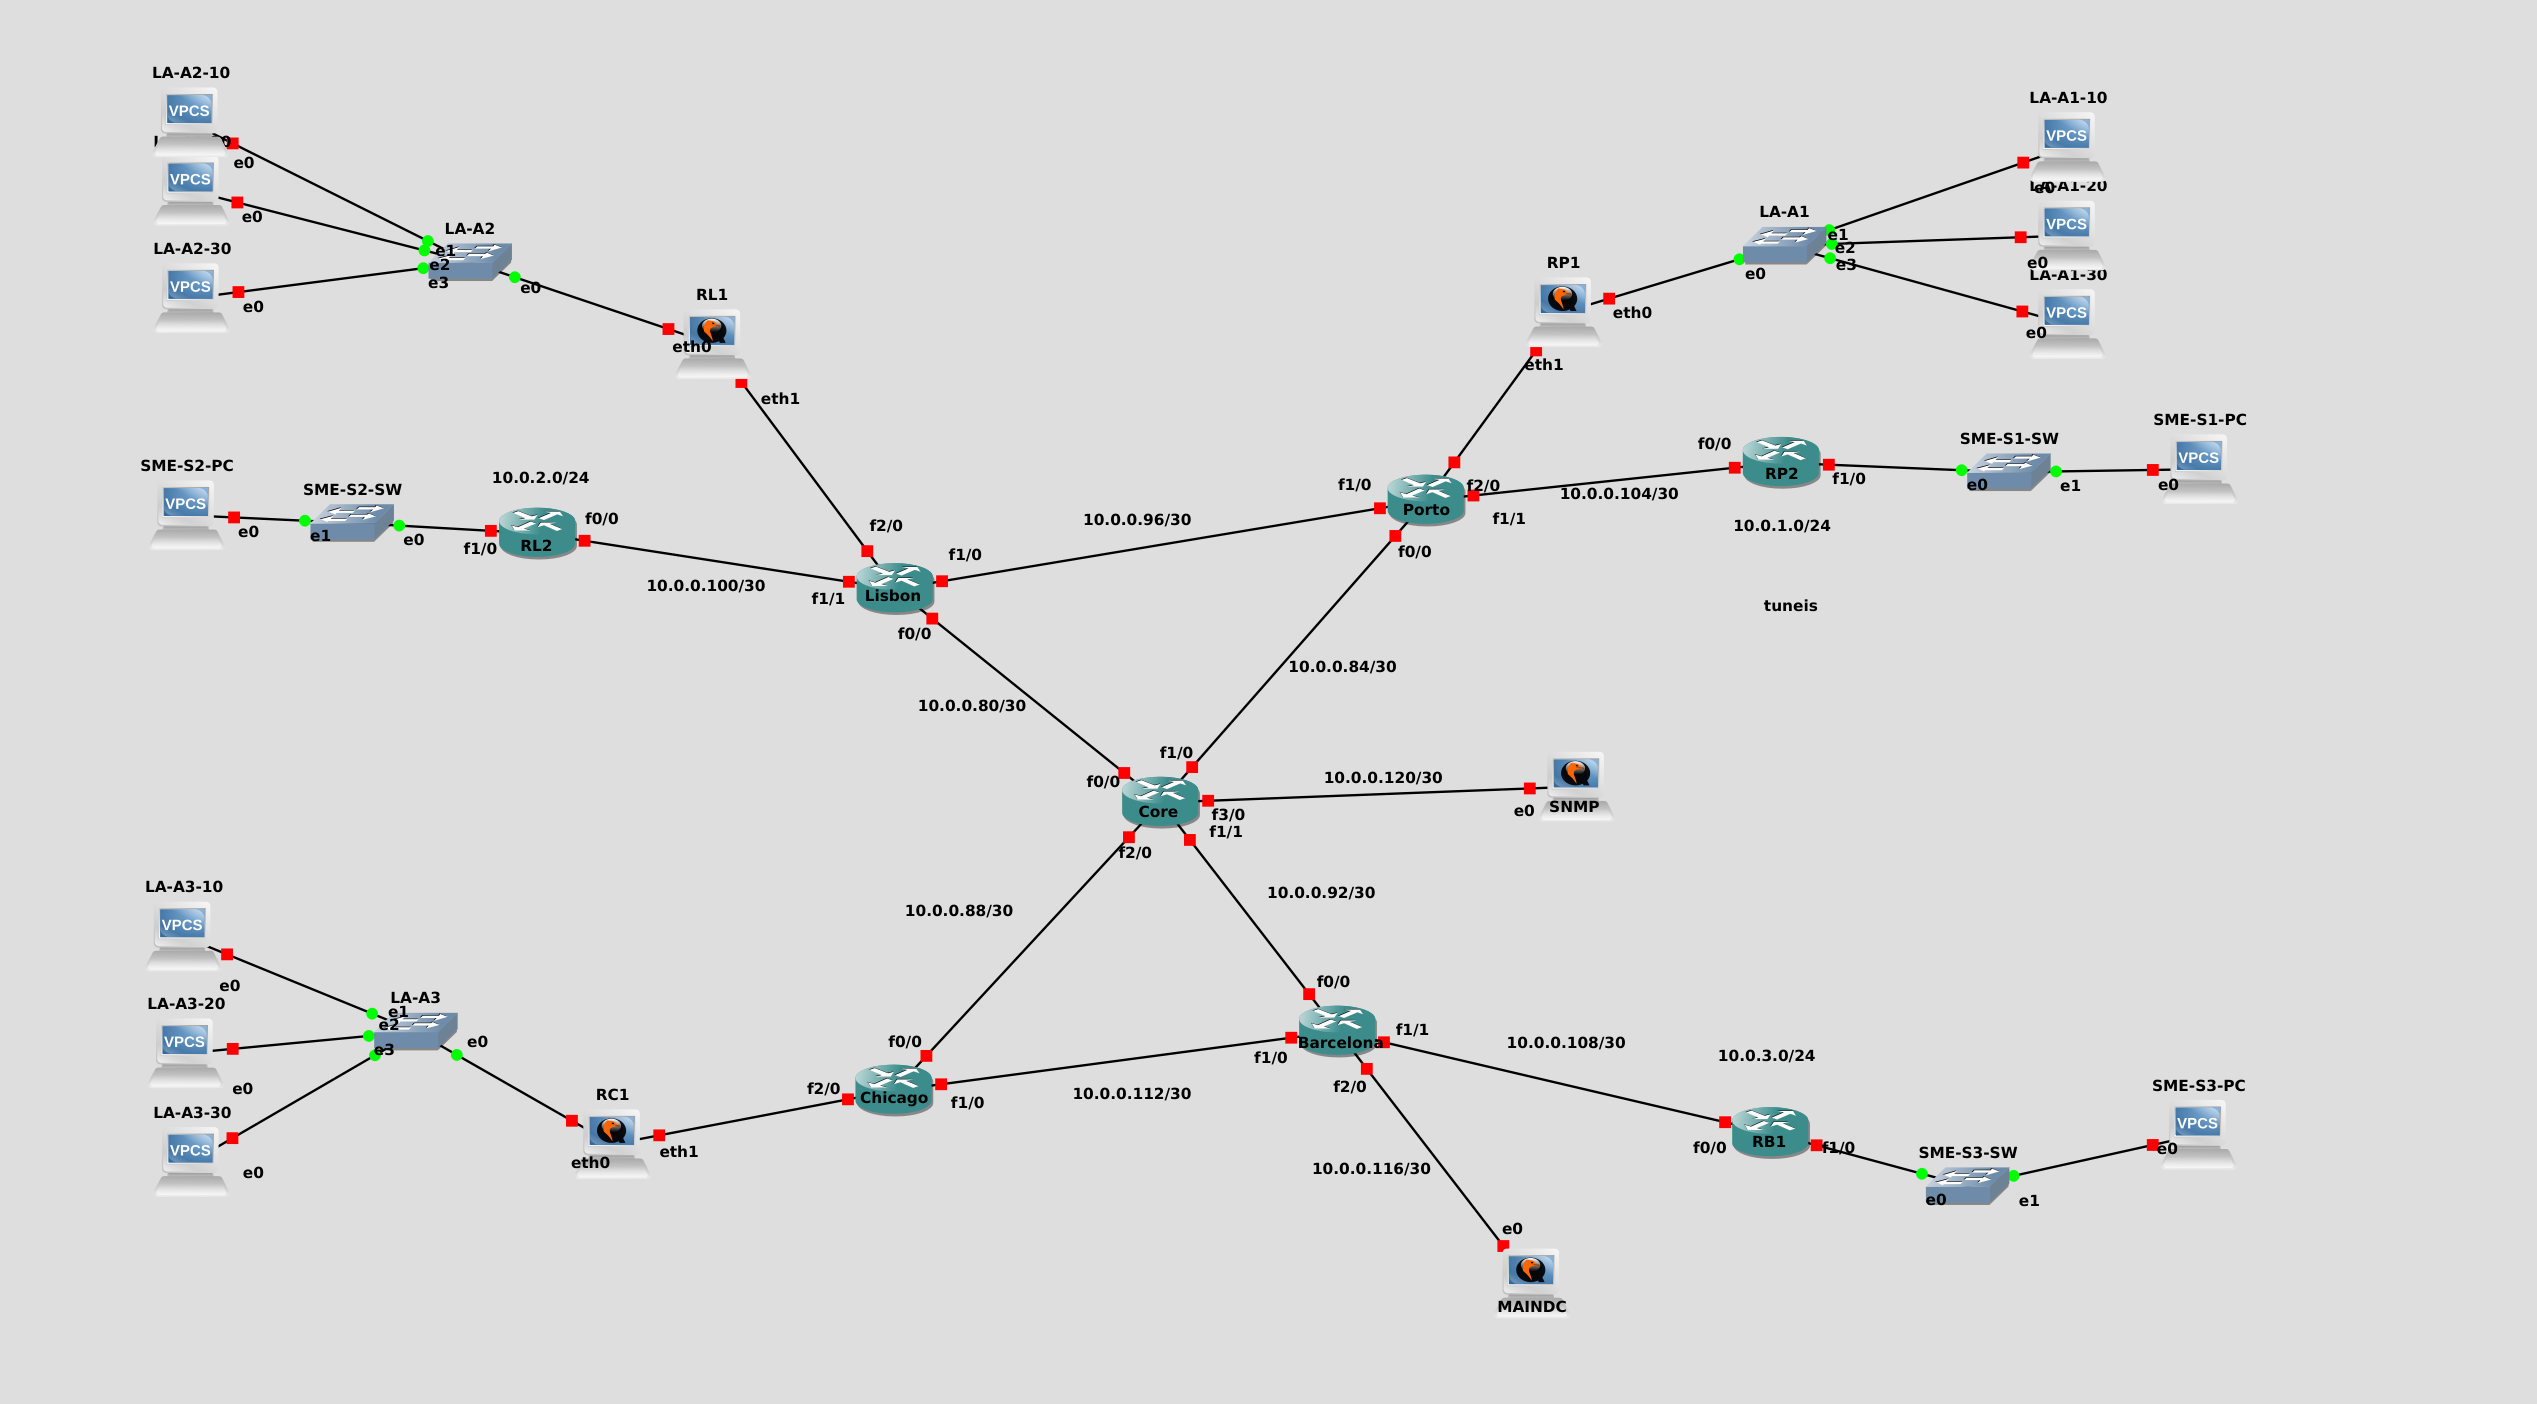 LA-A2-10
VPCS
e0
VPCS
e0
LA-A2-30
VPCS
e0
LA-A2
e1
e2
e3
e0
RL1
eth0
eth1
LA-A1-10
VPCS
e0
LA-A1-20
VPCS
e0
LA-A1-30
VPCS
e0
LA-A1
e1
e2
e3
e0
RP1
eth0
eth1
SME-S2-PC
VPCS
e0
SME-S2-SW
e1
e0
10.0.2.0/24
f1/0
RL2
f0/0
10.0.0.100/30
f2/0
f1/0
f1/1
Lisbon
f0/0
10.0.0.96/30
f1/0
f2/0
Porto
f1/1
f0/0
10.0.0.104/30
f0/0
RP2
f1/0
10.0.1.0/24
SME-S1-SW
e0
e1
SME-S1-PC
VPCS
e0
tuneis
10.0.0.84/30
10.0.0.80/30
f1/0
f0/0
Core
f3/0
f1/1
f2/0
10.0.0.120/30
e0
SNMP
10.0.0.88/30
10.0.0.92/30
LA-A3-10
VPCS
e0
LA-A3-20
VPCS
e0
LA-A3-30
VPCS
e0
LA-A3
e1
e2
e3
e0
RC1
eth0
eth1
f0/0
f2/0
Chicago
f1/0
10.0.0.112/30
f0/0
f1/1
Barcelona
f1/0
f2/0
10.0.0.108/30
10.0.3.0/24
10.0.0.116/30
e0
MAINDC
f0/0
RB1
f1/0
SME-S3-SW
e0
e1
SME-S3-PC
VPCS
e0